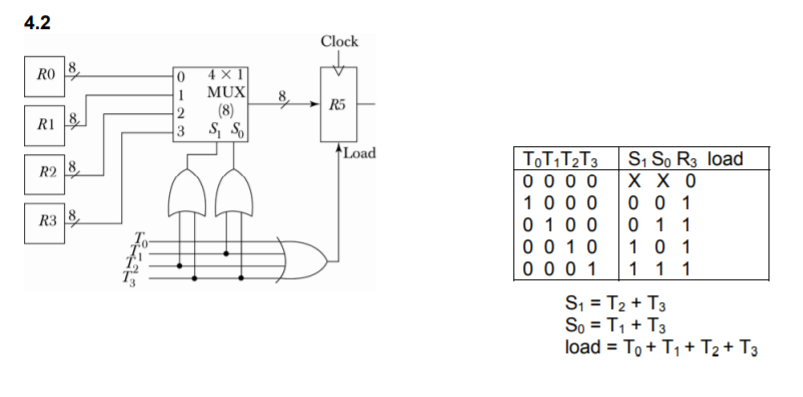 4.2
Clock
R0 8
R1 8
R2 8
R3 8
0 4 × 1
1 MUX
2 (8)
3 S₁ S₀
8
R5
Load
T₀
T₁
T₂
T₃
T₀T₁T₂T₃ S₁ S₀ R₃ load
0 0 0 0 X X 0
1 0 0 0 0 0 1
0 1 0 0 0 1 1
0 0 1 0 1 0 1
0 0 0 1 1 1 1
S₁ = T₂ + T₃
S₀ = T₁ + T₃
load = T₀ + T₁ + T₂ + T₃